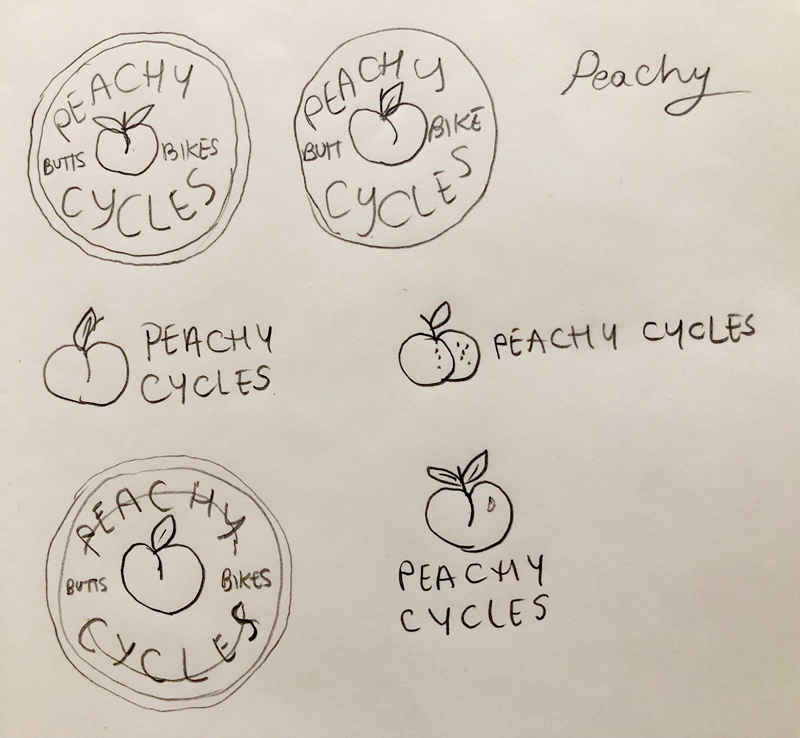 PEACHY
BUTTS BIKES
CYCLES
PEACHY
BUTT BIKE
CYCLES
Peachy
PEACHY
CYCLES
PEACHY CYCLES
PEACHY
BUTTS BIKES
CYCLES
PEACHY
CYCLES